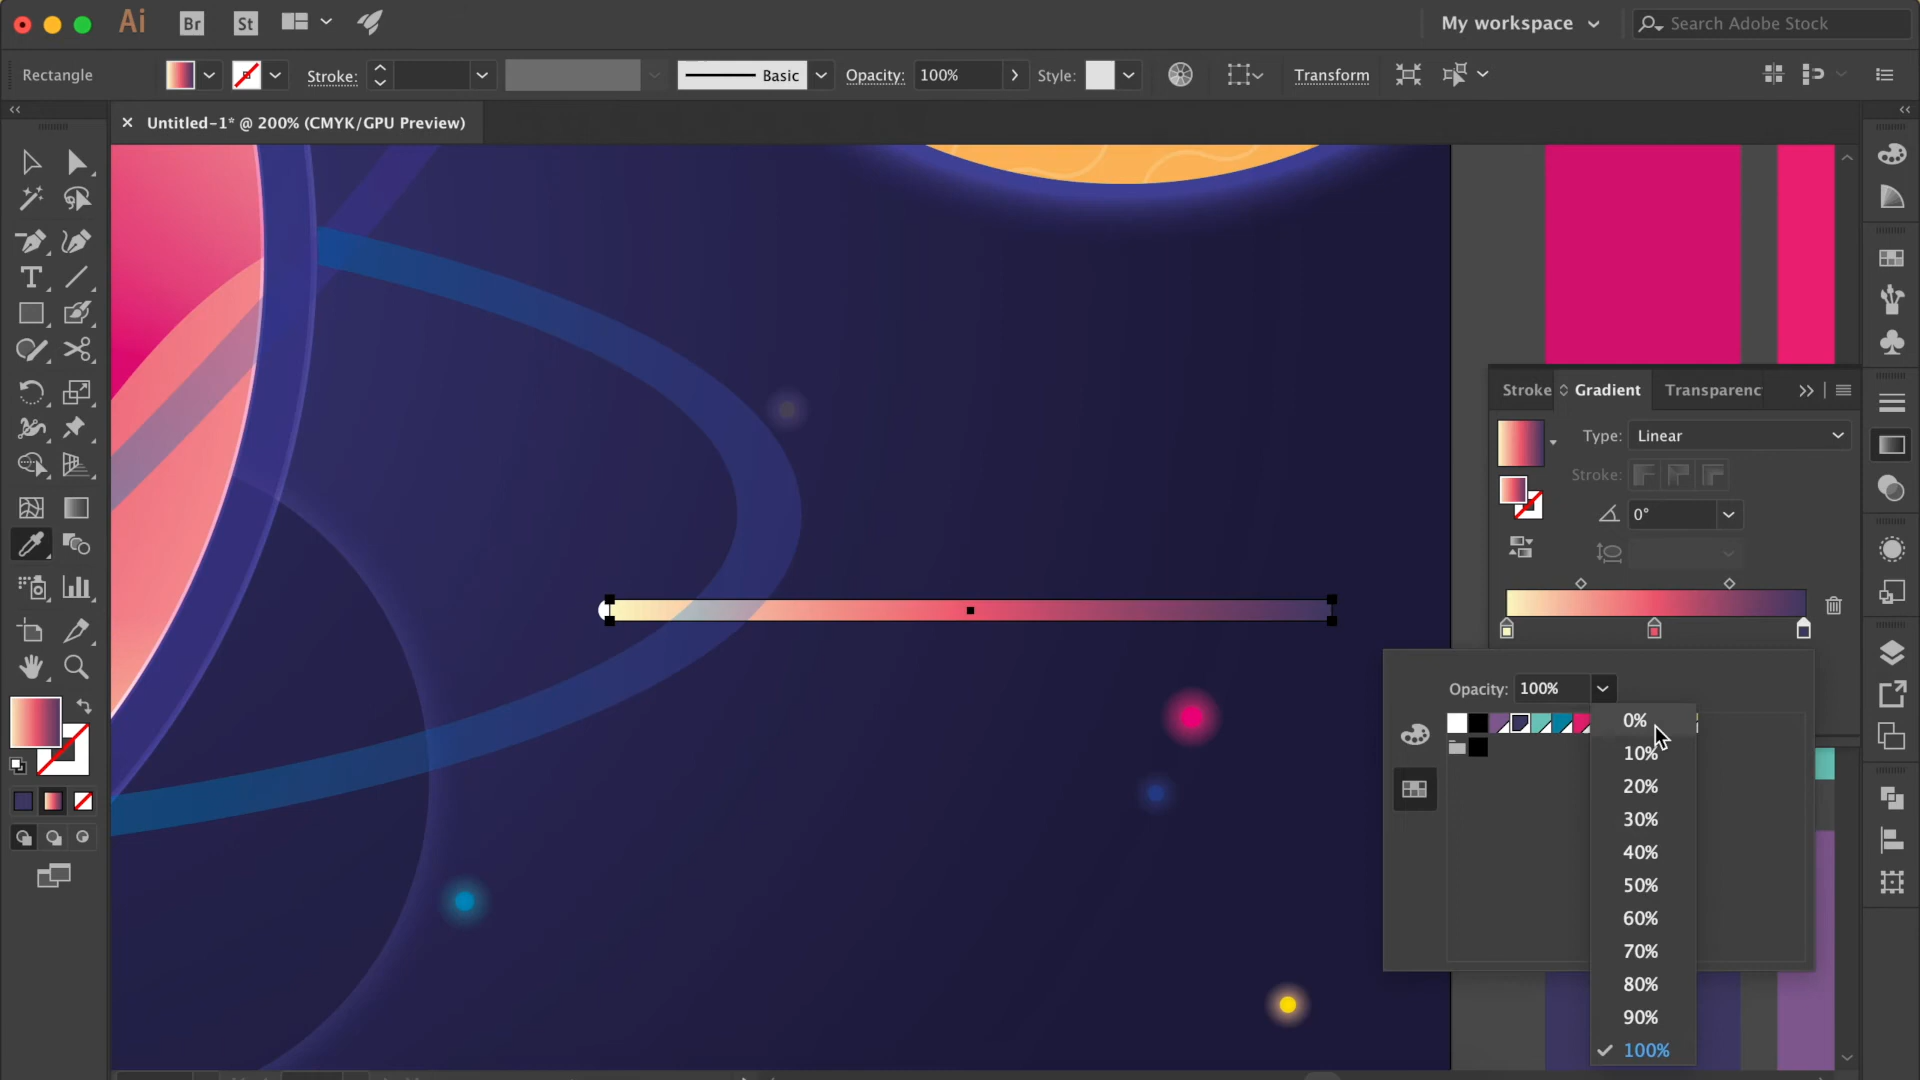 Ai Br St My workspace Search Adobe Stock
Rectangle Stroke: Basic Opacity: 100% Style: Transform
Untitled-1* @ 200% (CMYK/GPU Preview)
Stroke Gradient Transparenc
Type: Linear
Stroke:
0°
Opacity: 100%
0%
10%
20%
30%
40%
50%
60%
70%
80%
90%
100%